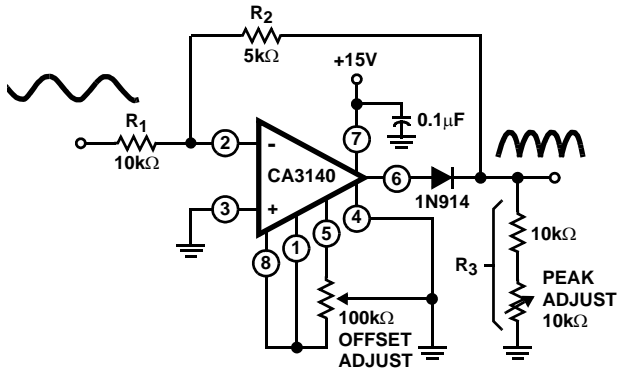 R2
5kΩ
+15V
0.1μF
R1
10kΩ
2
-
7
CA3140
6
1N914
3
+
4
5
1
8
10kΩ
R3
PEAK
ADJUST
10kΩ
100kΩ
OFFSET
ADJUST